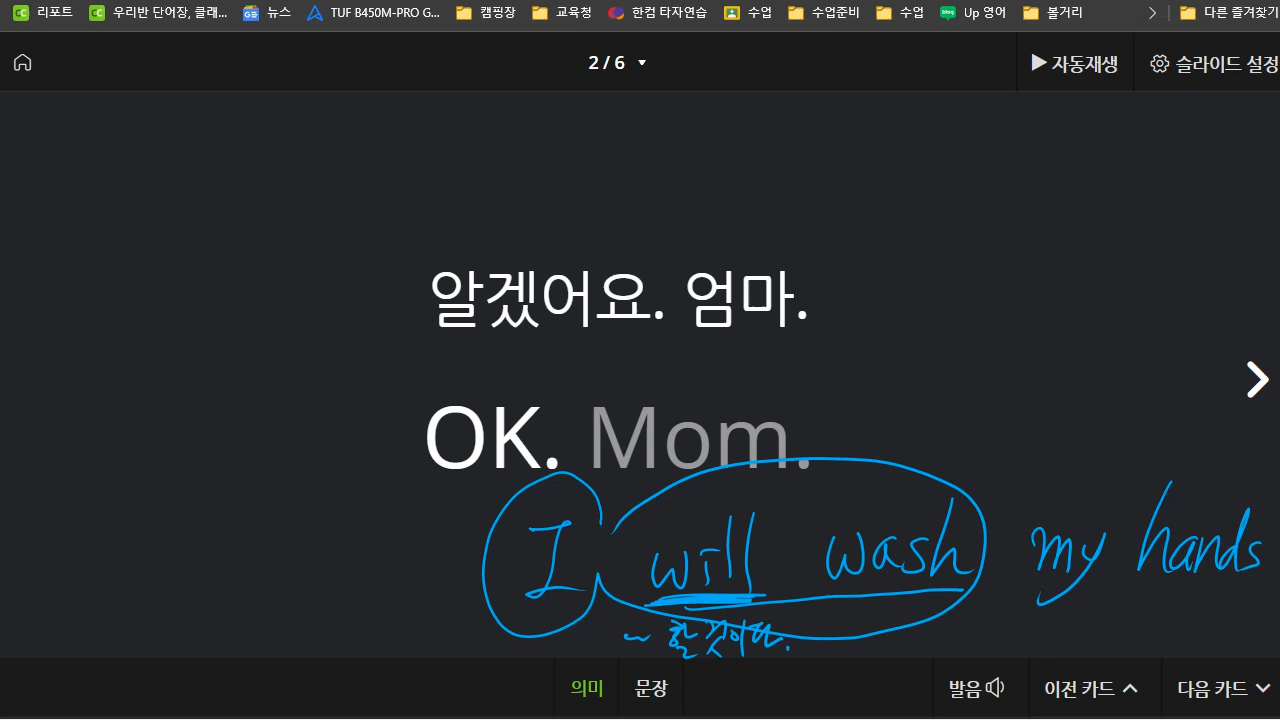 리포트 우리반 단어장, 클래... 뉴스 TUF B450M-PRO G... 캠핑장 교육청 한컴 타자연습 수업 수업준비 수업 Up 영어 볼거리 다른 즐겨찾기
2 / 6 자동재생 슬라이드 설정
알겠어요. 엄마.
OK. Mom.
I will wash my hands
~ 할것이다.
의미 문장 발음 이전 카드 다음 카드